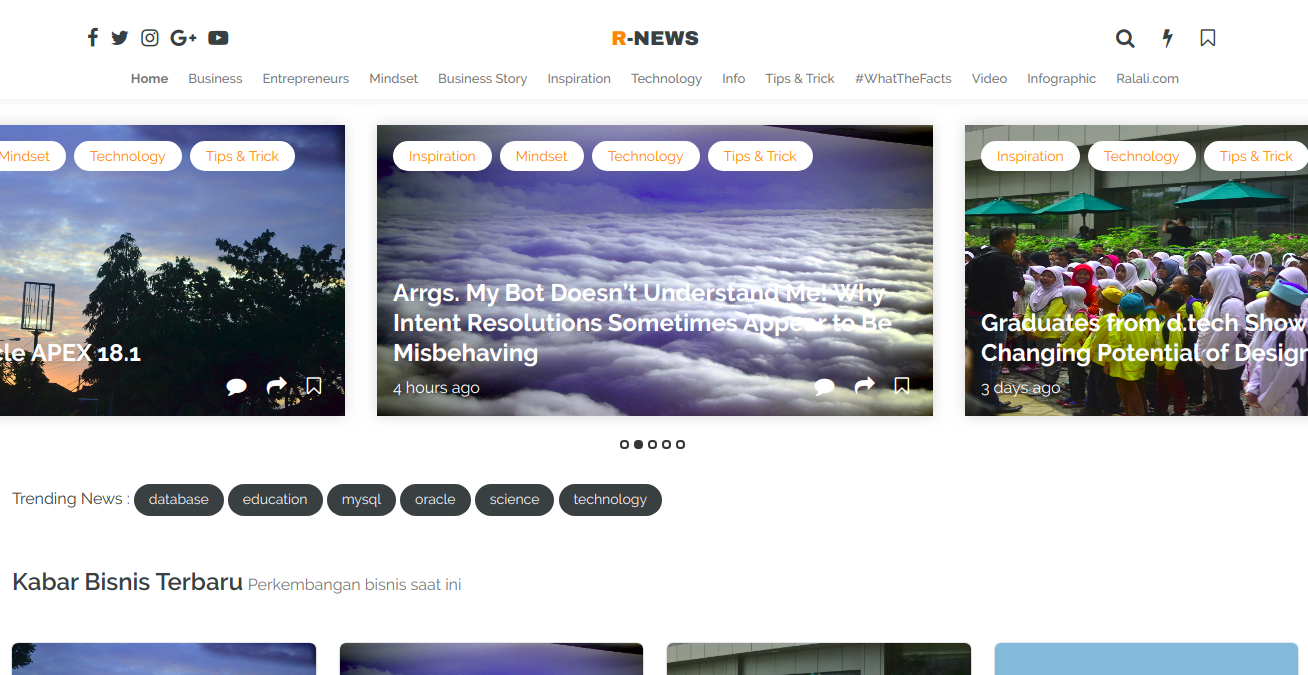 R-NEWS
Home Business Entrepreneurs Mindset Business Story Inspiration Technology Info Tips & Trick #WhatTheFacts Video Infographic Ralali.com
Mindset Technology Tips & Trick
cle APEX 18.1
Inspiration Mindset Technology Tips & Trick
Arrgs. My Bot Doesn’t Understand Me! Why
Intent Resolutions Sometimes Appear to Be
Misbehaving
4 hours ago
Inspiration Technology Tips & Trick
Graduates from d.tech Show
Changing Potential of Design
3 days ago
Trending News : database education mysql oracle science technology
Kabar Bisnis Terbaru Perkembangan bisnis saat ini